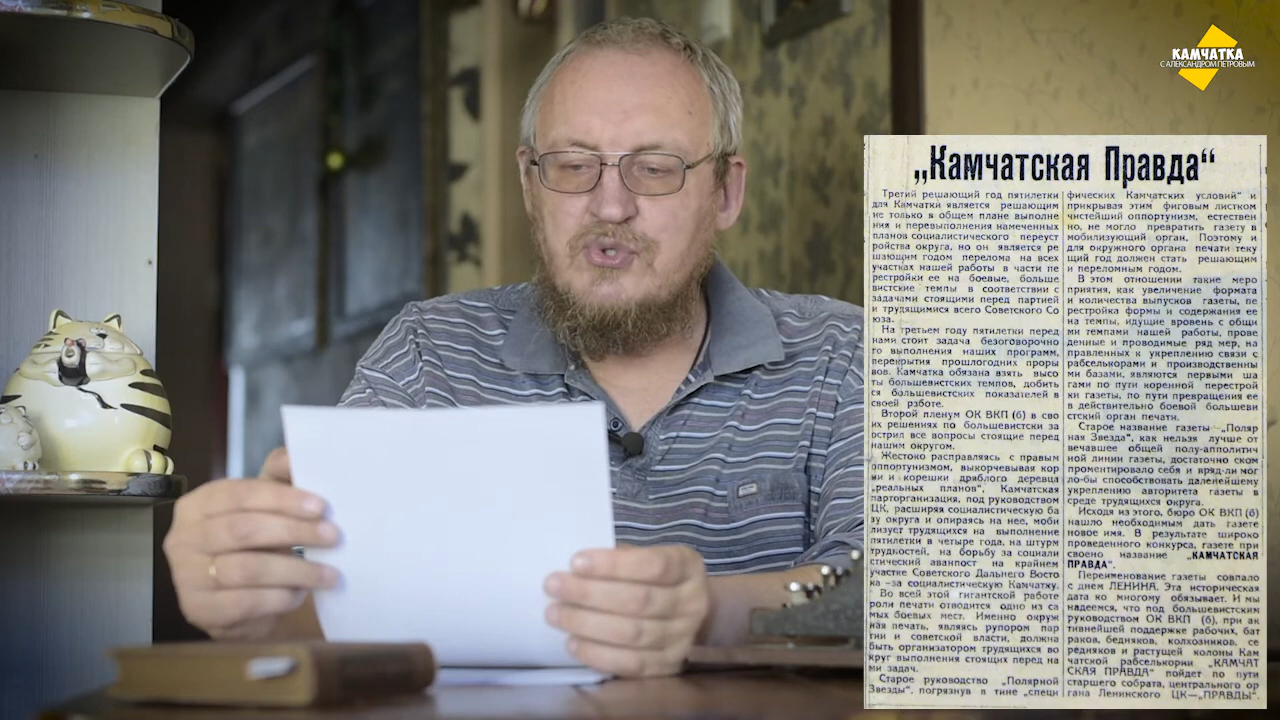 КАМЧАТКА
С АЛЕКСАНДРОМ ПЕТРОВЫМ
„Камчатская Правда“
Третий решающий год пятилетки
для Камчатки является решающим
не только в общем плане выполне
ния и перевыполнения намеченных
планов социалистического переуст
ройства округа, но он является ре
шающим годом перелома на всех
участках нашей работы в части пе
рестройки ее на боевые, больше
вистские темпы в соответствии с
задачами стоящими перед партией
и трудящимися всего Советского Со
юза.
На третьем году пятилетки перед
нами стоит задача безоговорочно
го выполнения наших программ,
перекрытия прошлогодних проры
вов. Камчатка обязана взять высо
ты большевистских темпов, добить
ся большевистских показателей в
своей работе.
Второй пленум ОК ВКП (б) в сво
их решениях по большевистски за
острил все вопросы стоящие перед
нашим округом.
Жестоко расправляясь с правым
оппортунизмом, выкорчевывая кор
ни и корешки дряблого деревца
„реальных планов“, Камчатская
парторганизация, под руководством
ЦК, расширяя социалистическую ба
зу округа и опираясь на нее, моби
лизует трудящихся на выполнение
пятилетки в четыре года, на штурм
трудностей, на борьбу за социали
стический аванпост на крайнем
участке Советского Дальнего Восто
ка –за социалистическую Камчатку.
Во всей этой гигантской работе
роли печати отводится одно из са
мых боевых мест. Именно окруж
ная печать, являясь рупором пар
тии и советской власти, должна
быть организатором трудящихся во
круг выполнения стоящих перед на
ми задач.
Старое руководство „Полярной
Звезды“, погрязнув в тине „специ
фических Камчатских условий“ и
прикрывая этим фиговым листком
чистейший оппортунизм, естествен
но, не могло превратить газету в
мобилизующий орган. Поэтому и
для окружного органа печати теку
щий год должен стать решающим
и переломным годом.
В этом отношении такие меро
приятия, как увеличение формата
и количества выпусков газеты, пе
рестройка формы и содержания ее
на темпы, идущие вровень с общи
ми темпами нашей работы, прове
денные и проводимые ряд мер, на
правленных к укреплению связи с
рабселькорами и производственны
ми базами, являются первыми ша
гами по пути коренной перестрой
ки газеты, по пути превращения ее
в действительно боевой большеви
стский орган печати.
Старое название газеты –„Поляр
ная Звезда“, как нельзя лучше от
вечавшее общей полу-апполитич
ной линии газеты, достаточно ском
прометировало себя и вряд-ли мог
ло-бы способствовать дальнейшему
укреплению авторитета газеты в
среде трудящихся округа.
Исходя из этого, бюро ОК ВКП (б)
нашло необходимым дать газете
новое имя. В результате широко
проведенного конкурса, газете при
своено название „КАМЧАТСКАЯ
ПРАВДА“.
Переименование газеты совпало
с днем ЛЕНИНА. Эта историческая
дата ко многому обязывает. И мы
надеемся, что под большевистским
руководством ОК ВКП (б), при ак
тивнейшей поддержке рабочих, бат
раков, бедняков, колхозников, се
редняков и растущей колоны Кам
чатской рабселькории „КАМЧАТ
СКАЯ ПРАВДА“ пойдет по пути
старшего собрата, центрального ор
гана Ленинского ЦК—„ПРАВДЫ“.